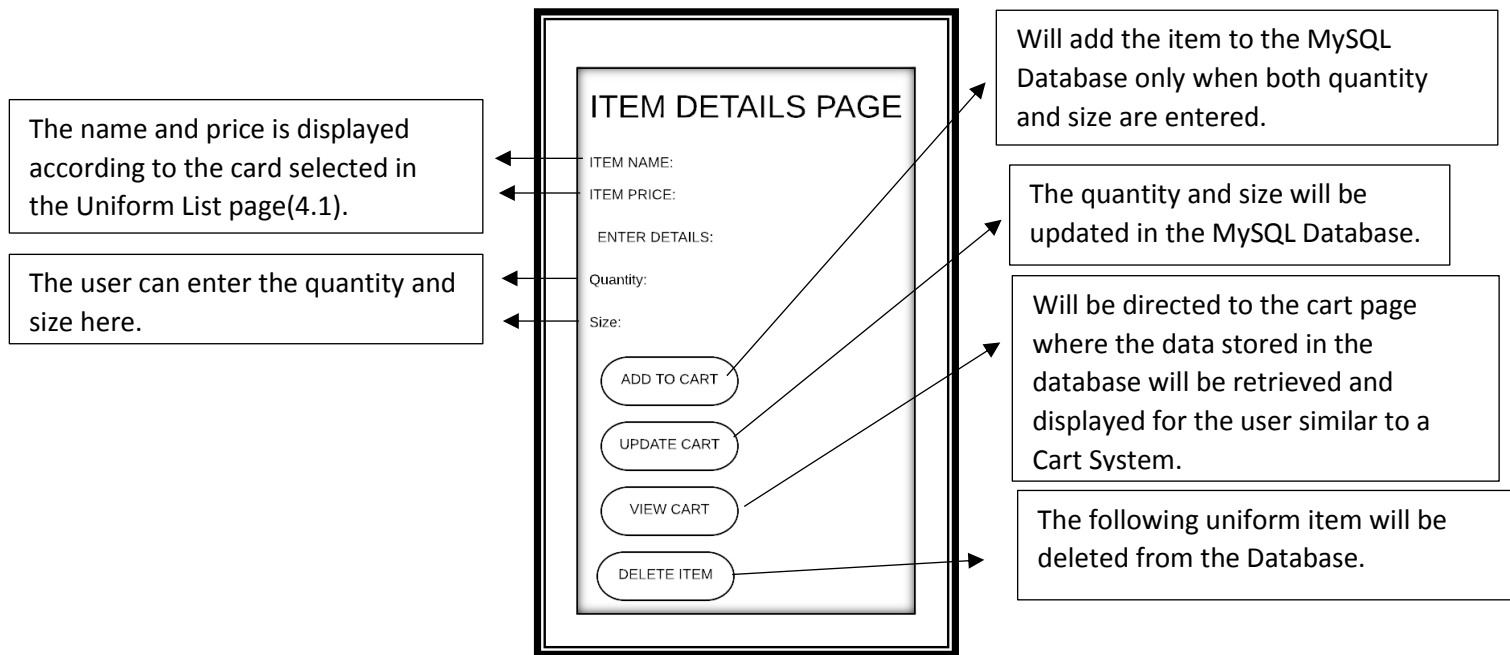 The name and price is displayed
according to the card selected in
the Uniform List page(4.1).
The user can enter the quantity and
size here.
ITEM DETAILS PAGE
ITEM NAME:
ITEM PRICE:
ENTER DETAILS:
Quantity:
Size:
ADD TO CART
UPDATE CART
VIEW CART
DELETE ITEM
Will add the item to the MySQL
Database only when both quantity
and size are entered.
The quantity and size will be
updated in the MySQL Database.
Will be directed to the cart page
where the data stored in the
database will be retrieved and
displayed for the user similar to a
Cart System.
The following uniform item will be
deleted from the Database.